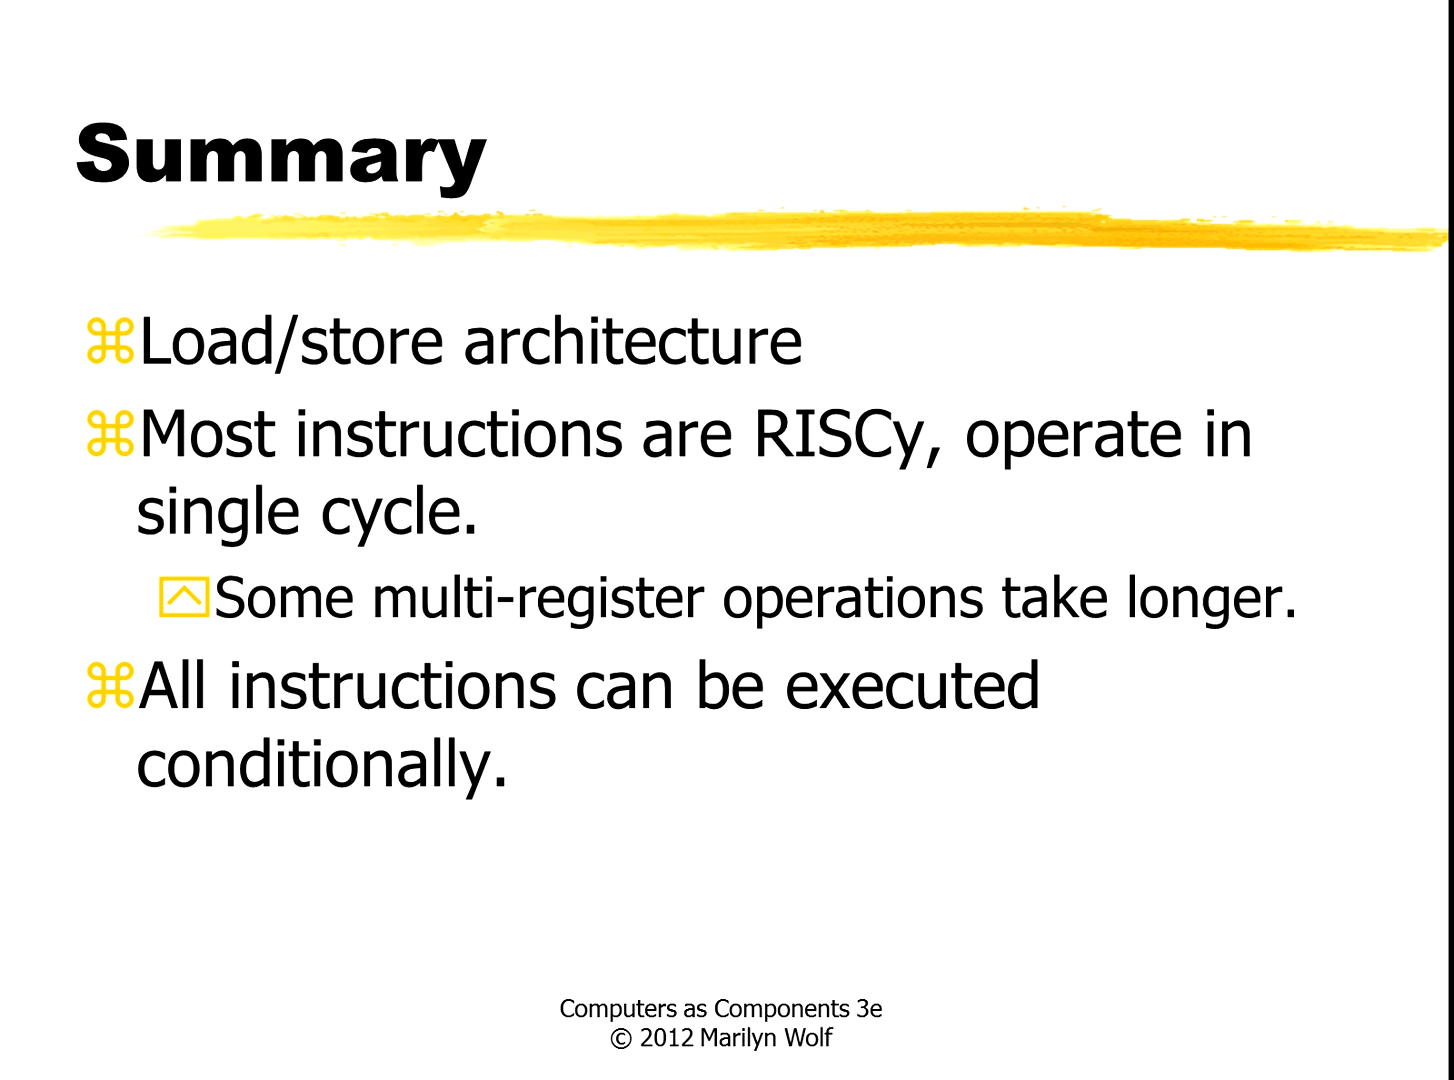 Summary
⌘Load/store architecture
⌘Most instructions are RISCy, operate in
single cycle.
Some multi-register operations take longer.
⌘All instructions can be executed
conditionally.
Computers as Components 3e
© 2012 Marilyn Wolf